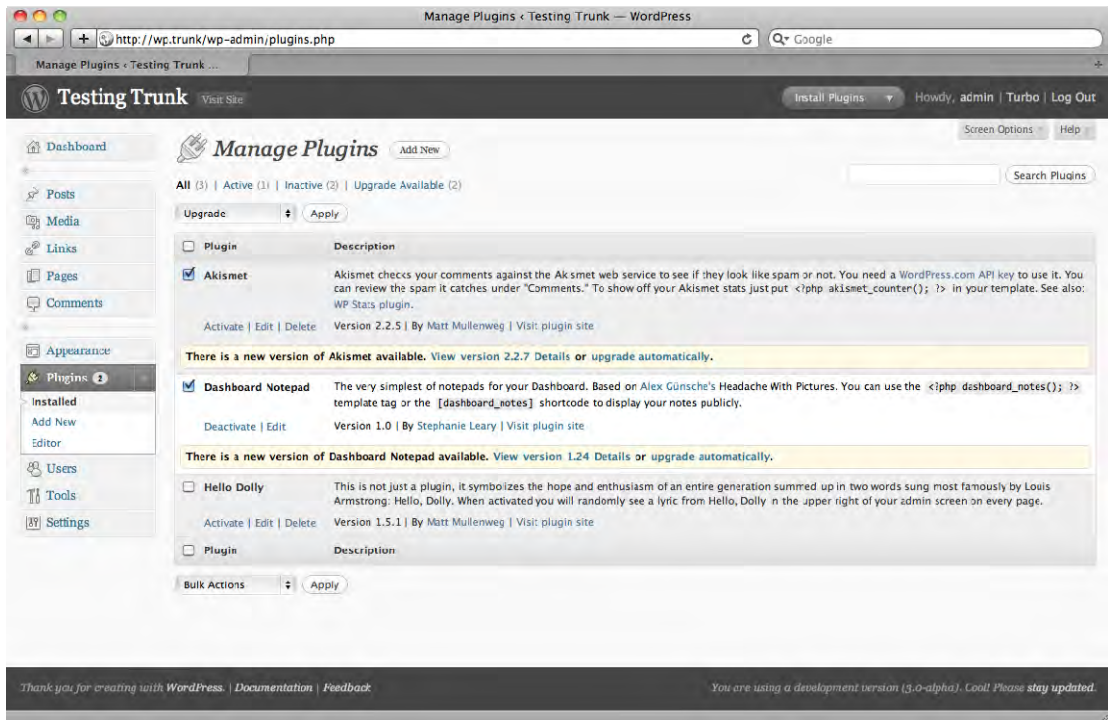 Manage Plugins ‹ Testing Trunk — WordPress
http://wp.trunk/wp-admin/plugins.php
Google
Manage Plugins ‹ Testing Trunk ...
Testing Trunk Visit Site
Install Plugins
Howdy, admin | Turbo | Log Out
Screen Options
Help
Dashboard
Posts
Media
Links
Pages
Comments
Appearance
Plugins 2
Installed
Add New
Editor
Users
Tools
Settings
Manage Plugins Add New
Search Plugins
All (3) | Active (1) | Inactive (2) | Upgrade Available (2)
Upgrade Apply
Plugin Description
Akismet
Akismet checks your comments against the Akismet web service to see if they look like spam or not. You need a WordPress.com API key to use it. You
can review the spam it catches under "Comments." To show off your Akismet stats just put <?php akismet_counter(); ?> in your template. See also:
WP Stats plugin.
Activate | Edit | Delete Version 2.2.5 | By Matt Mullenweg | Visit plugin site
There is a new version of Akismet available. View version 2.2.7 Details or upgrade automatically.
Dashboard Notepad
The very simplest of notepads for your Dashboard. Based on Alex Günsche's Headache With Pictures. You can use the <?php dashboard_notes(); ?>
template tag or the [dashboard_notes] shortcode to display your notes publicly.
Deactivate | Edit Version 1.0 | By Stephanie Leary | Visit plugin site
There is a new version of Dashboard Notepad available. View version 1.24 Details or upgrade automatically.
Hello Dolly
This is not just a plugin, it symbolizes the hope and enthusiasm of an entire generation summed up in two words sung most famously by Louis
Armstrong: Hello, Dolly. When activated you will randomly see a lyric from Hello, Dolly in the upper right of your admin screen on every page.
Activate | Edit | Delete Version 1.5.1 | By Matt Mullenweg | Visit plugin site
Plugin Description
Bulk Actions Apply
Thank you for creating with WordPress. | Documentation | Feedback
You are using a development version (3.0-alpha). Cool! Please stay updated.